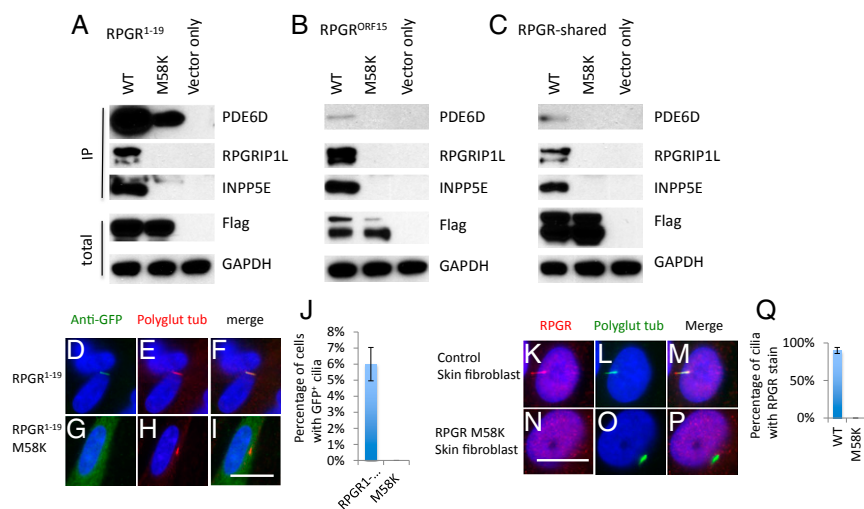 A RPGR¹⁻¹⁹
WT M58K Vector only
IP
PDE6D
RPGRIP1L
INPP5E
total
Flag
GAPDH
B RPGRᴼᴿᶠ¹⁵
WT M58K Vector only
PDE6D
RPGRIP1L
INPP5E
Flag
GAPDH
C RPGR-shared
WT M58K Vector only
PDE6D
RPGRIP1L
INPP5E
Flag
GAPDH
Anti-GFP Polyglut tub merge
RPGR¹⁻¹⁹
D E F
RPGR¹⁻¹⁹
M58K
G H I
J
Percentage of cells
with GFP⁺ cilia
8%
7%
6%
5%
4%
3%
2%
1%
0%
RPGR1-... M58K
RPGR Polyglut tub Merge
Control
Skin fibroblast
K L M
RPGR M58K
Skin fibroblast
N O P
Q
Percentage of cilia
with RPGR stain
100%
50%
0%
WT M58K